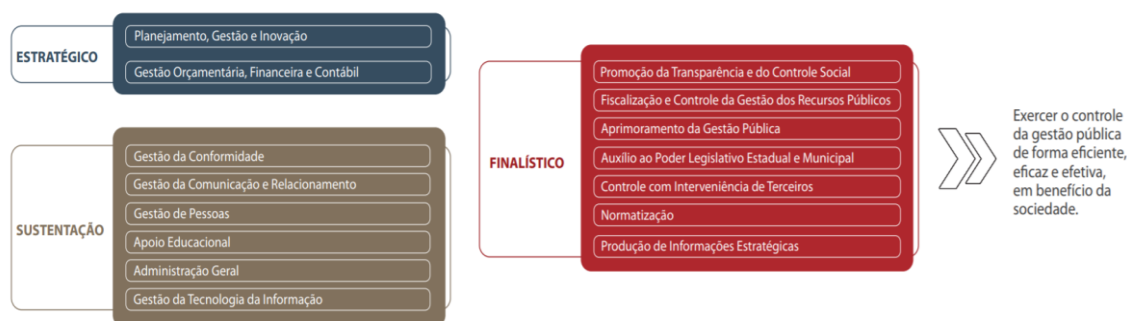 ESTRATÉGICO
Planejamento, Gestão e Inovação
Gestão Orçamentária, Financeira e Contábil
SUSTENTAÇÃO
Gestão da Conformidade
Gestão da Comunicação e Relacionamento
Gestão de Pessoas
Apoio Educacional
Administração Geral
Gestão da Tecnologia da Informação
FINALÍSTICO
Promoção da Transparência e do Controle Social
Fiscalização e Controle da Gestão dos Recursos Públicos
Aprimoramento da Gestão Pública
Auxílio ao Poder Legislativo Estadual e Municipal
Controle com Interveniência de Terceiros
Normatização
Produção de Informações Estratégicas
Exercer o controle
da gestão pública
de forma eficiente,
eficaz e efetiva,
em benefício da
sociedade.